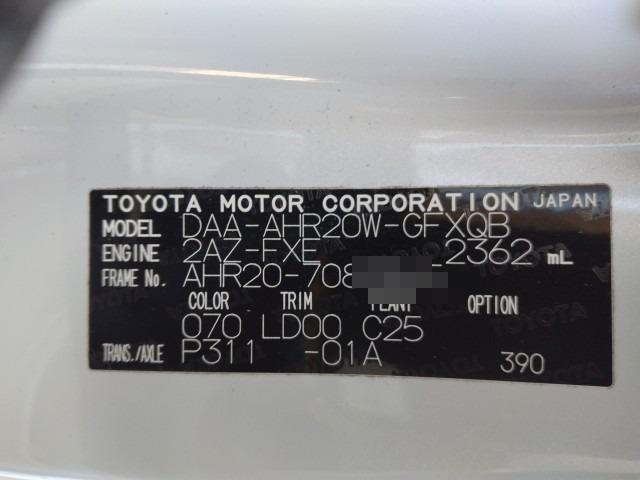 TOYOTA MOTOR CORPORATION JAPAN
MODEL DAA-AHR20W-GFXQB
ENGINE 2AZ-FXE 2362 mL
FRAME No. AHR20-708
COLOR TRIM PLANT OPTION
070 LD00 C25
TRANS./AXLE P311 -01A 390